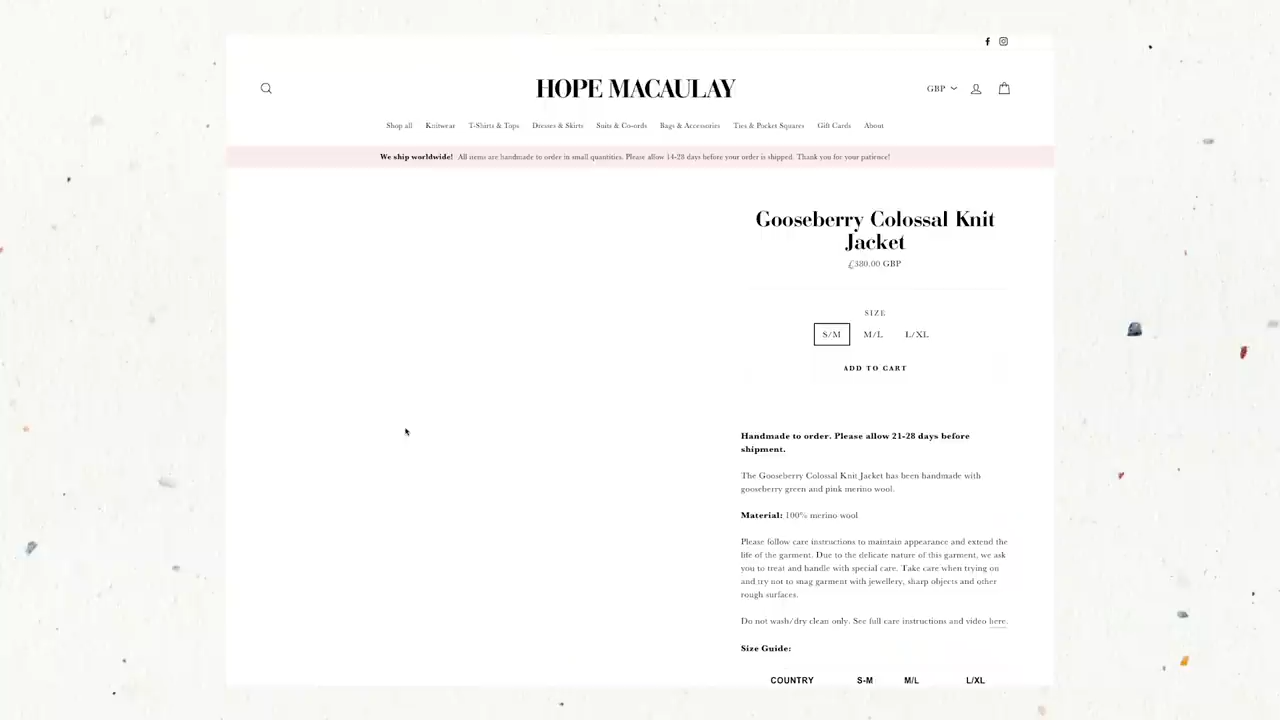 HOPE MACAULAY
GBP
Shop all Knitwear T-Shirts & Tops Dresses & Skirts Suits & Co-ords Bags & Accessories Ties & Pocket Squares Gift Cards About
We ship worldwide! All items are handmade to order in small quantities. Please allow 14-28 days before your order is shipped. Thank you for your patience!
Gooseberry Colossal Knit
Jacket
£380.00 GBP
SIZE
S/M M/L L/XL
ADD TO CART
Handmade to order. Please allow 21-28 days before
shipment.
The Gooseberry Colossal Knit Jacket has been handmade with
gooseberry green and pink merino wool.
Material: 100% merino wool
Please follow care instructions to maintain appearance and extend the
life of the garment. Due to the delicate nature of this garment, we ask
you to treat and handle with special care. Take care when trying on
and try not to snag garment with jewellery, sharp objects and other
rough surfaces.
Do not wash/dry clean only. See full care instructions and video here.
Size Guide:
COUNTRY S-M M/L L/XL